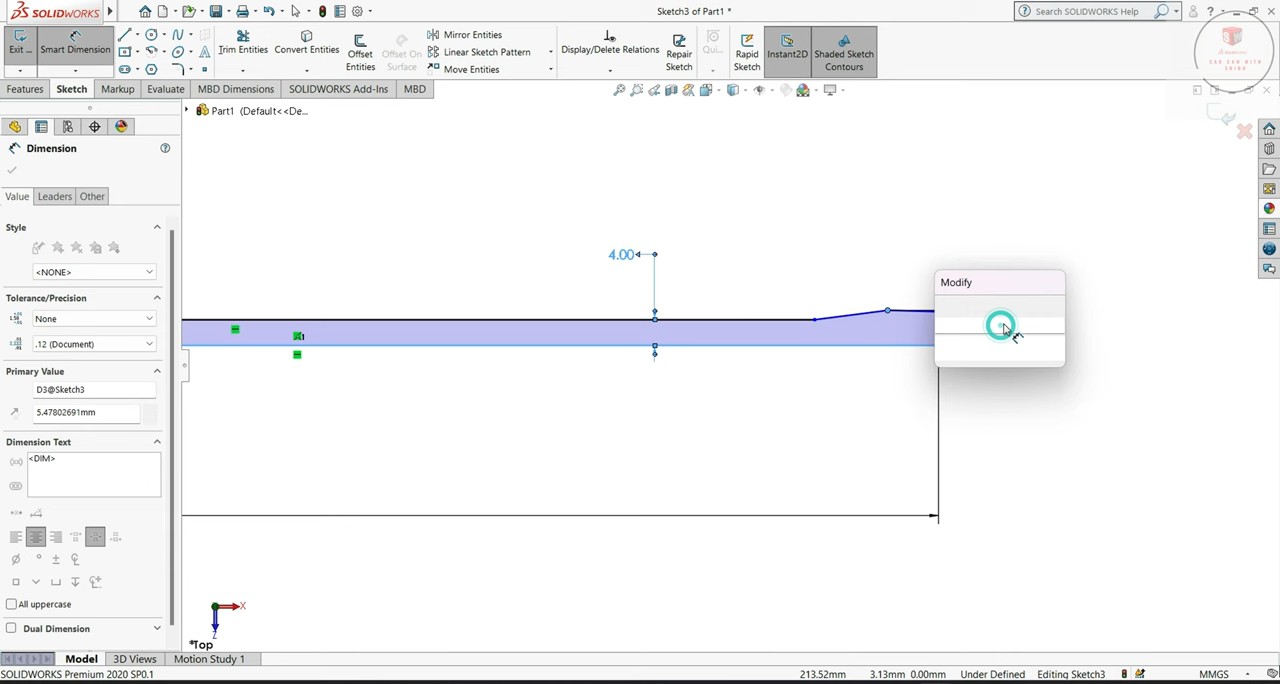 SOLIDWORKS
Sketch3 of Part1 *
Search SOLIDWORKS Help
Exit ...
Smart Dimension
Trim Entities
Convert Entities
Offset Entities
Offset On Surface
Mirror Entities
Linear Sketch Pattern
Move Entities
Display/Delete Relations
Repair Sketch
Qui...
Rapid Sketch
Instant2D
Shaded Sketch Contours
Features
Sketch
Markup
Evaluate
MBD Dimensions
SOLIDWORKS Add-Ins
MBD
Part1 (Default<<De...
Dimension
Value
Leaders
Other
Style
<NONE>
Tolerance/Precision
None
.12 (Document)
Primary Value
D3@Sketch3
5.47802691mm
Dimension Text
<DIM>
All uppercase
Dual Dimension
4.00
Modify
1
X
Z
*Top
Model
3D Views
Motion Study 1
SOLIDWORKS Premium 2020 SP0.1
213.52mm
3.13mm 0.00mm
Under Defined
Editing Sketch3
MMGS